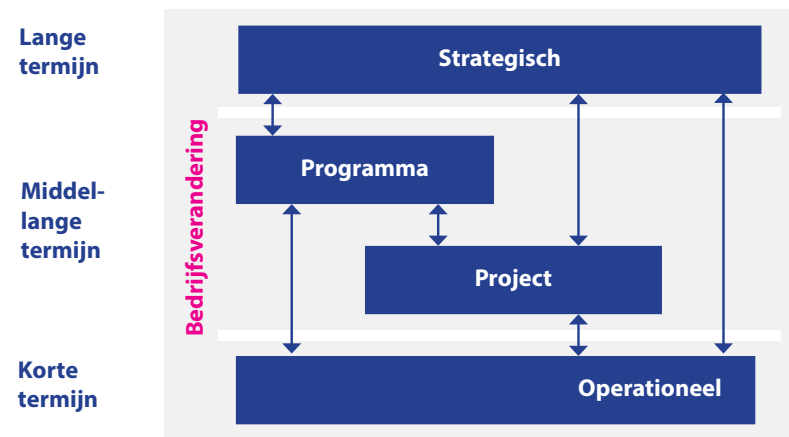 Lange
termijn
Strategisch
Bedrijfsverandering
Programma
Middel-
lange
termijn
Project
Korte
termijn
Operationeel